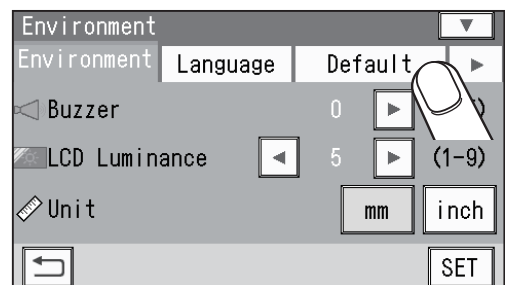 Environment
Environment Language Default
Buzzer 0
LCD Luminance 5 (1-9)
Unit mm inch
SET